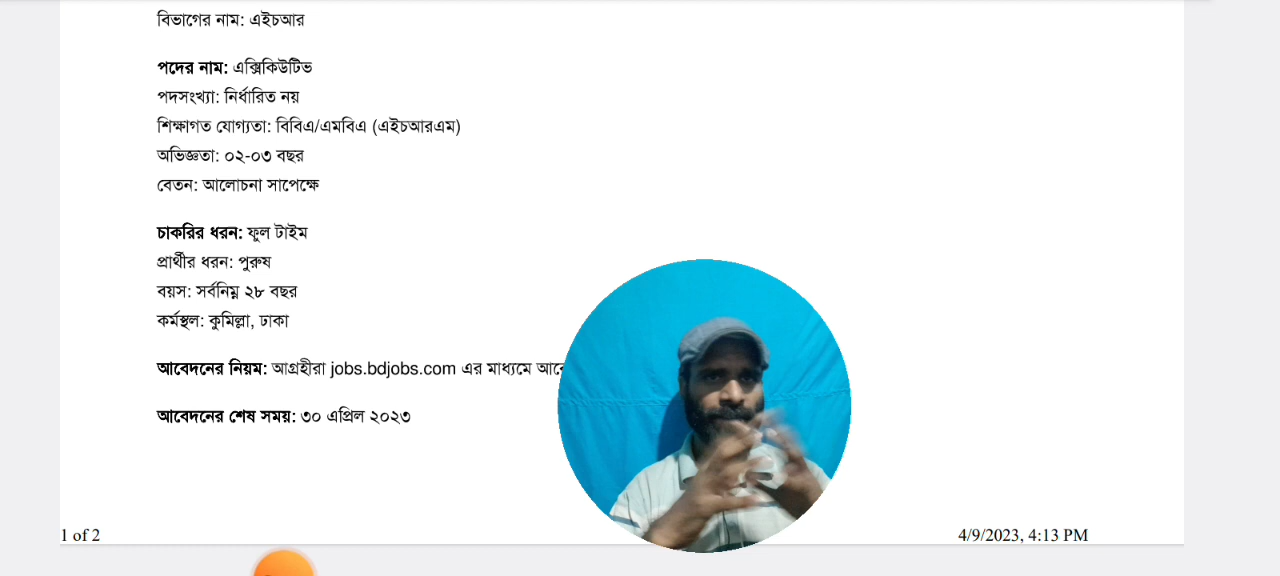 বিভাগের নাম: এইচআর
পদের নাম: এক্সিকিউটিভ
পদসংখ্যা: নির্ধারিত নয়
শিক্ষাগত যোগ্যতা: বিবিএ/এমবিএ (এইচআরএম)
অভিজ্ঞতা: ০২-০৩ বছর
বেতন: আলোচনা সাপেক্ষে
চাকরির ধরন: ফুল টাইম
প্রার্থীর ধরন: পুরুষ
বয়স: সর্বনিম্ন ২৮ বছর
কর্মস্থল: কুমিল্লা, ঢাকা
আবেদনের নিয়ম: আগ্রহীরা jobs.bdjobs.com এর মাধ্যমে
আবেদনের শেষ সময়: ৩০ এপ্রিল ২০২৩
1 of 2
4/9/2023, 4:13 PM